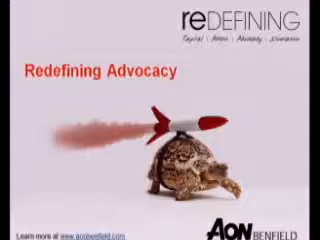 reDEFINING
Capital . Access . Advocacy . Innovation
Redefining Advocacy
Learn more at www.aonbenfield.com
AON BENFIELD